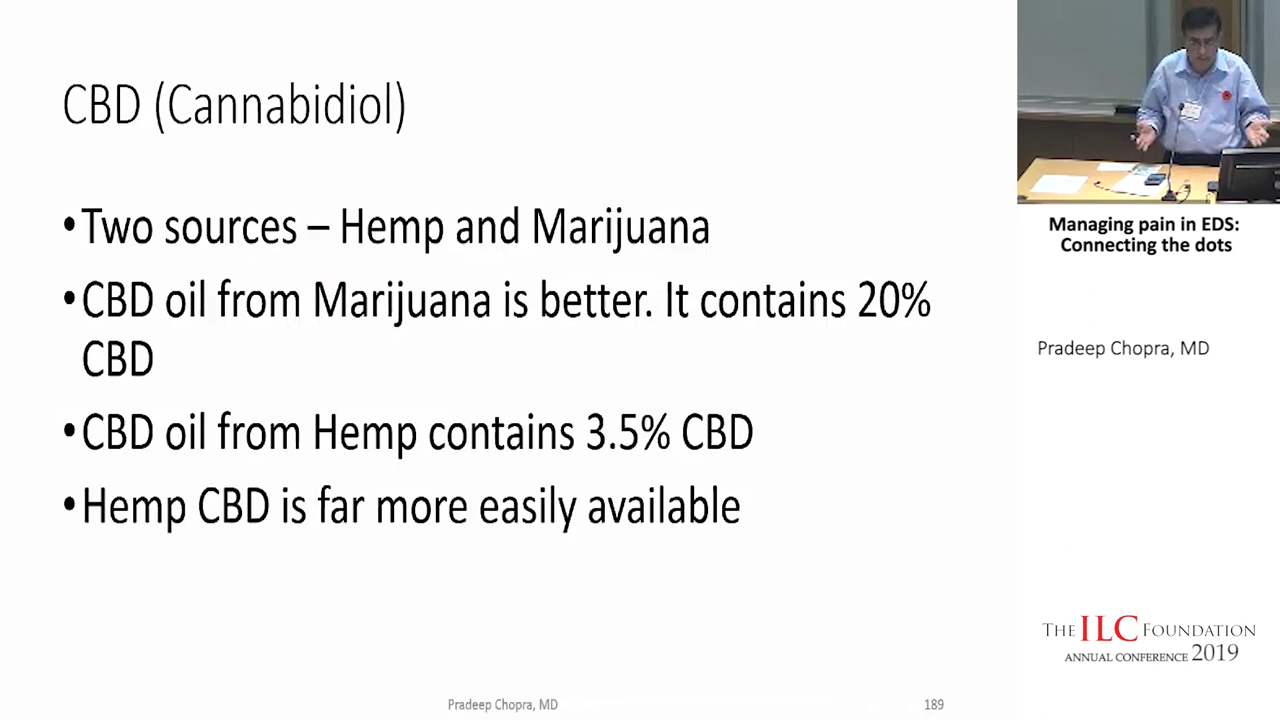 CBD (Cannabidiol)
•Two sources – Hemp and Marijuana
•CBD oil from Marijuana is better. It contains 20%
CBD
•CBD oil from Hemp contains 3.5% CBD
•Hemp CBD is far more easily available
Pradeep Chopra, MD
189
Managing pain in EDS:
Connecting the dots
Pradeep Chopra, MD
THE ILC FOUNDATION
ANNUAL CONFERENCE 2019